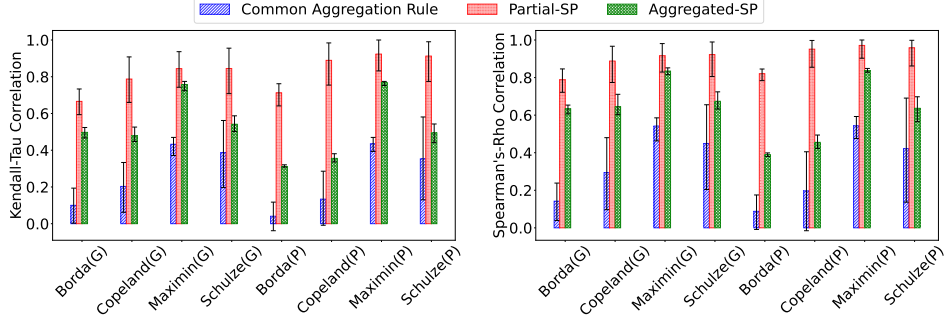 Common Aggregation Rule Partial-SP Aggregated-SP
Kendall-Tau Correlation
1.0
0.8
0.6
0.4
0.2
0.0
Borda(G) Copeland(G) Maximin(G) Schulze(G) Borda(P) Copeland(P) Maximin(P) Schulze(P)
Spearman's-Rho Correlation
1.0
0.8
0.6
0.4
0.2
0.0
Borda(G) Copeland(G) Maximin(G) Schulze(G) Borda(P) Copeland(P) Maximin(P) Schulze(P)